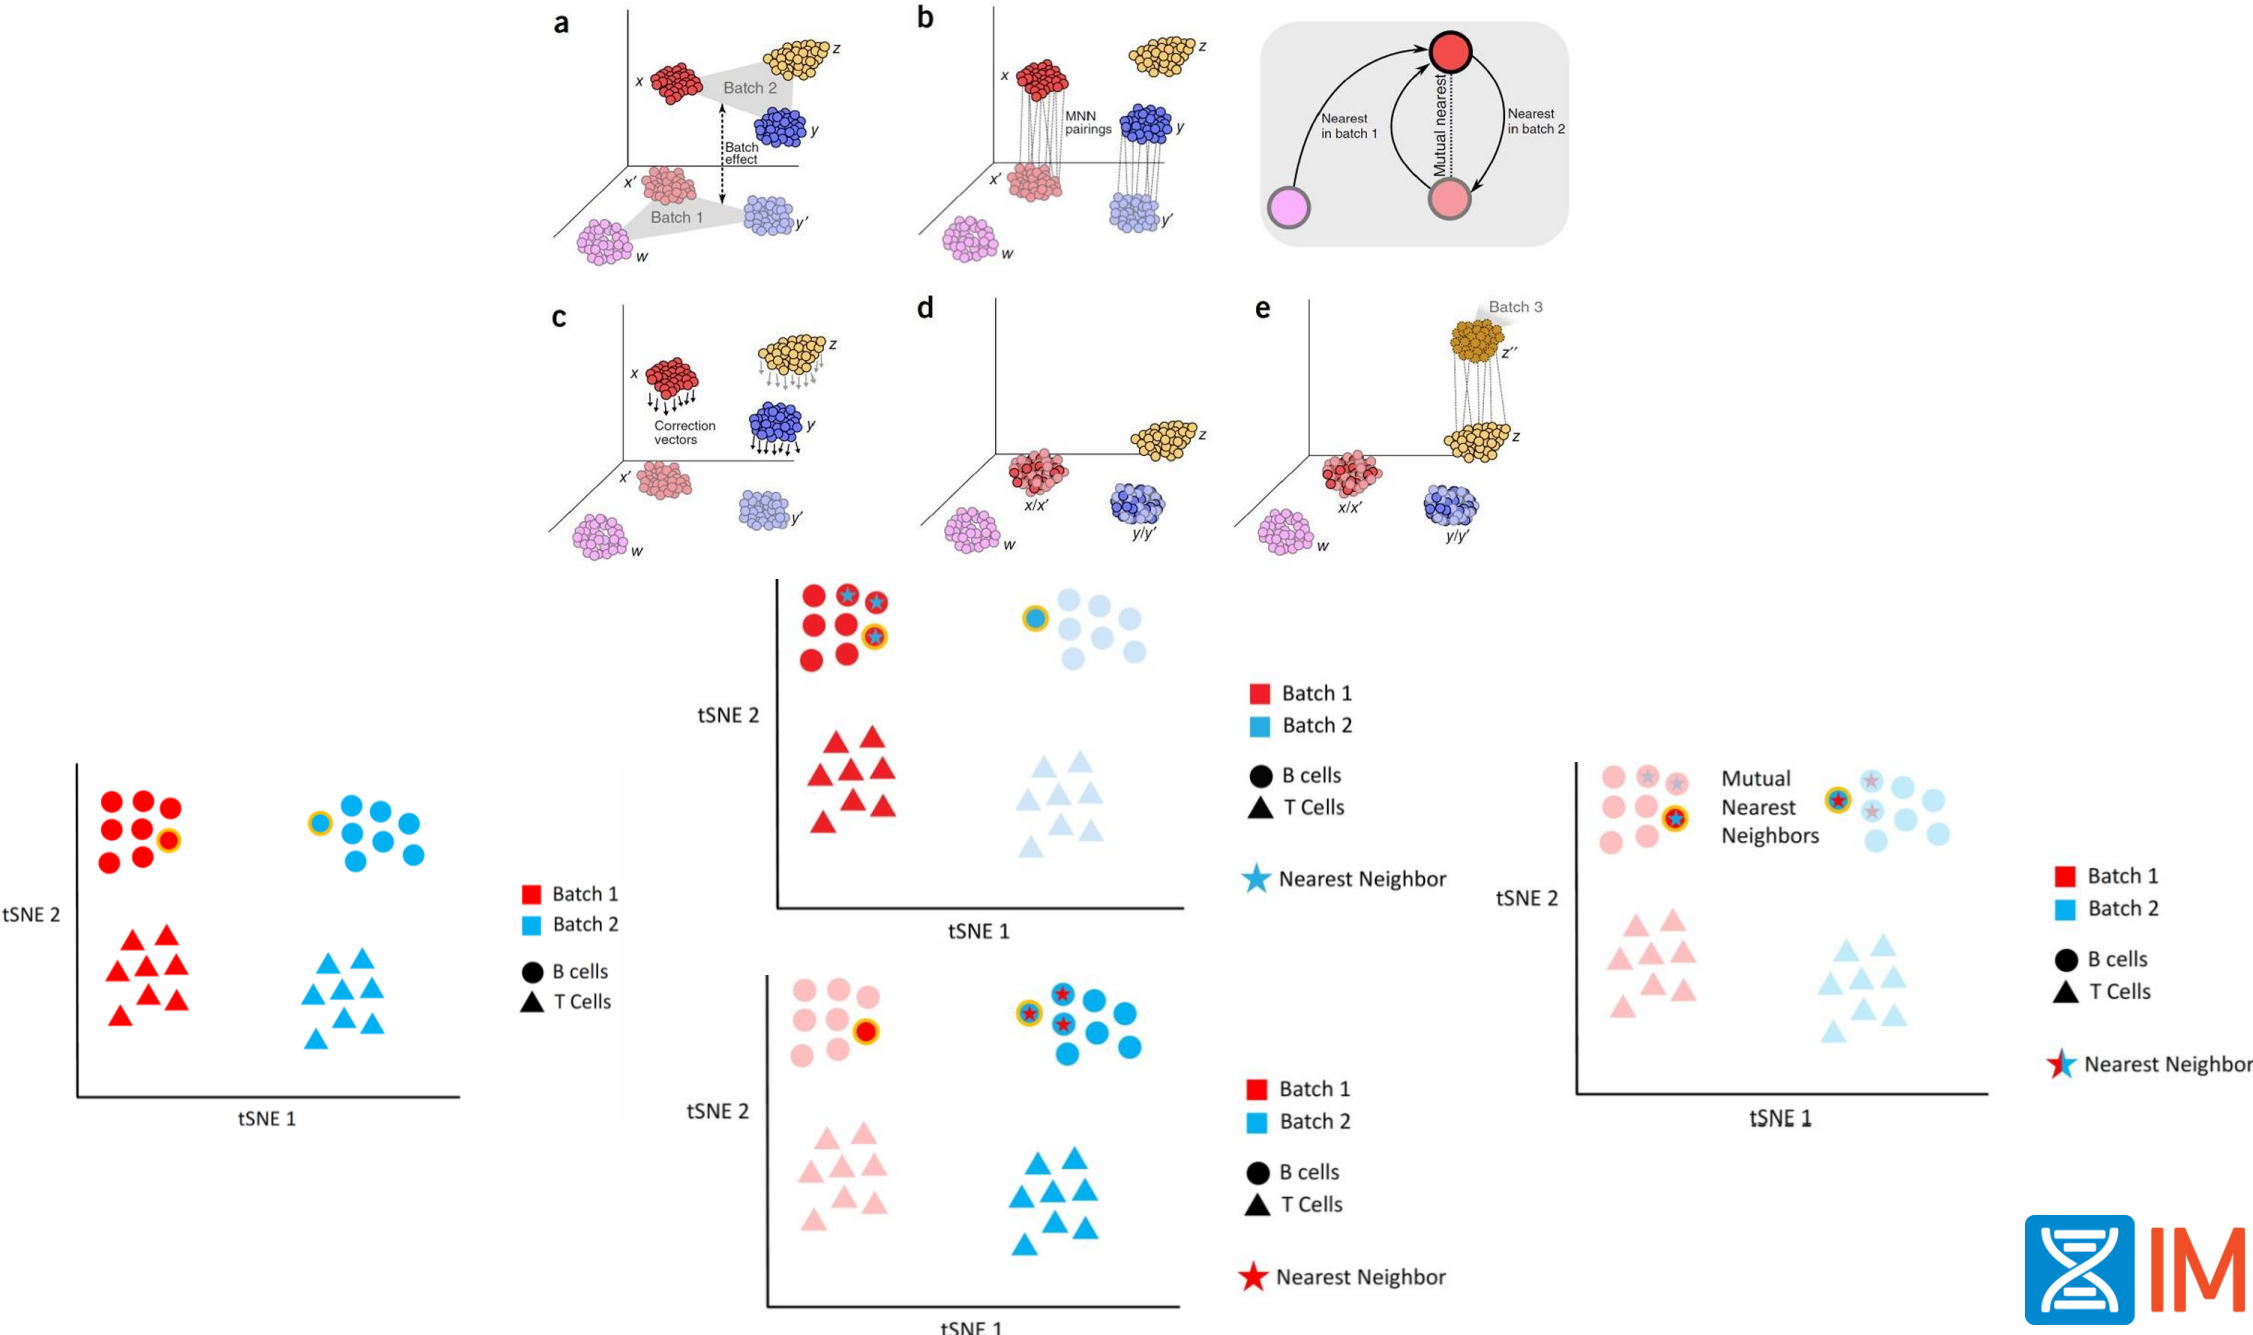 a
x
z
Batch 2
y
Batch
effect
x′
Batch 1
y′
w
b
x
z
MNN
pairings
y
x′
y′
w
Nearest
in batch 1
Mutual nearest
Nearest
in batch 2
c
x
z
y
Correction
vectors
x′
y′
w
d
z
x/x′
y/y′
w
e
Batch 3
z′′
z
x/x′
y/y′
w
tSNE 2
tSNE 1
Batch 1
Batch 2
B cells
T Cells
tSNE 2
tSNE 1
Batch 1
Batch 2
B cells
T Cells
Nearest Neighbor
tSNE 2
tSNE 1
Batch 1
Batch 2
B cells
T Cells
Nearest Neighbor
Mutual
Nearest
Neighbors
tSNE 2
tSNE 1
Batch 1
Batch 2
B cells
T Cells
Nearest Neighbor
IM